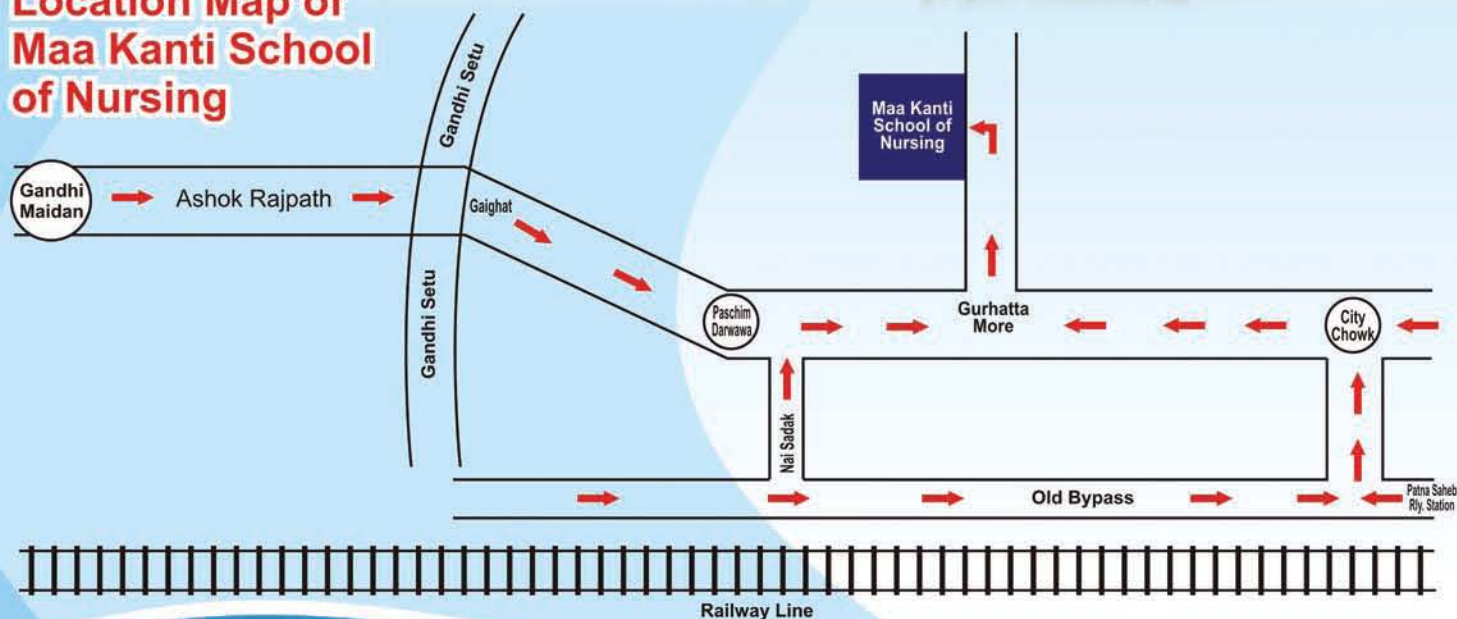 Location Map of
Maa Kanti School
of Nursing
Gandhi Setu
Maa Kanti
School of
Nursing
Gandhi
Maidan
Ashok Rajpath
Gaighat
Gandhi Setu
Paschim
Darwawa
Gurhatta
More
City
Chowk
Nai Sadak
Old Bypass
Patna Saheb
Rly. Station
Railway Line